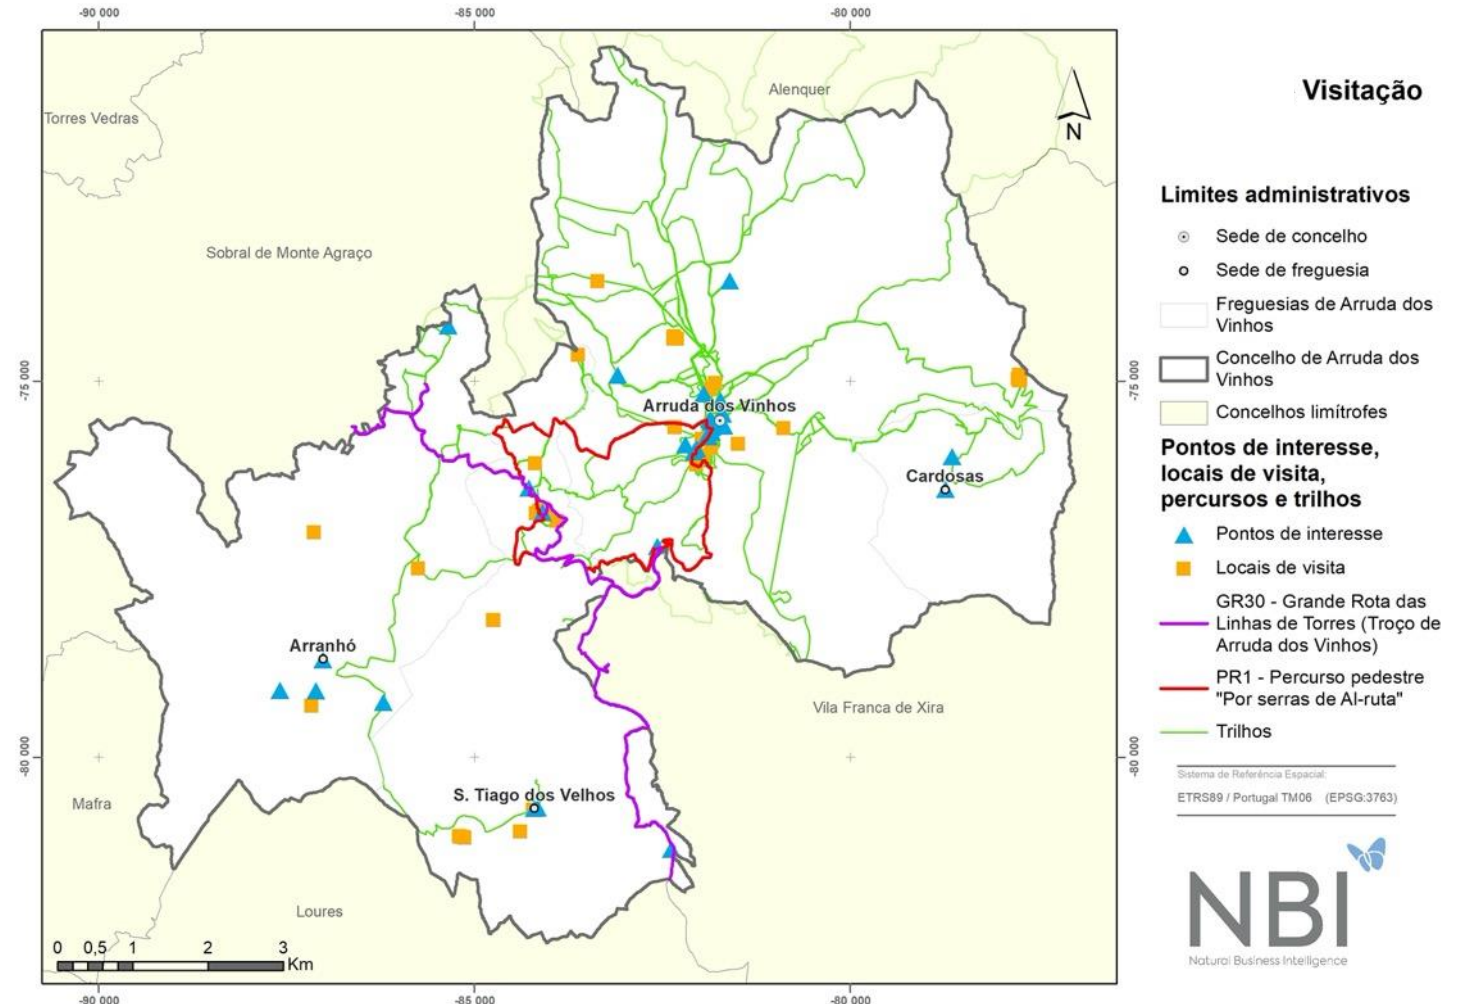 -90 000
-85 000
-80 000
Visitação
Alenquer
Torres Vedras
N
Limites administrativos
Sede de concelho
Sobral de Monte Agraço
Sede de freguesia
Freguesias de Arruda dos
Vinhos
Concelho de Arruda dos
Vinhos
-75 000
-75 000
Arruda dos Vinhos
Concelhos limítrofes
Pontos de interesse,
locais de visita,
percursos e trilhos
Cardosas
Pontos de interesse
Locais de visita
GR30 - Grande Rota das
Linhas de Torres (Troço de
Arruda dos Vinhos)
Arranhó
PR1 - Percurso pedestre
"Por serras de Al-ruta"
Vila Franca de Xira
Trilhos
-80 000
-80 000
Sistema de Referência Espacial:
ETRS89 / Portugal TM06 (EPSG:3763)
S. Tiago dos Velhos
Mafra
Loures
NBI
Natural Business Intelligence
0 0,5 1 2 3
Km
-90 000
-85 000
-80 000